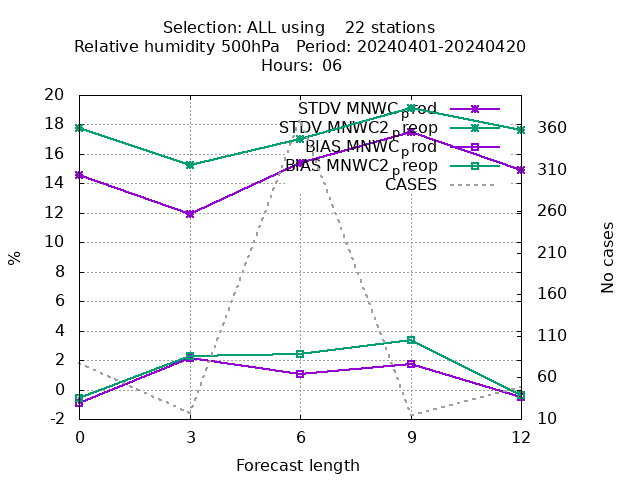 Selection: ALL using    22 stations
Relative humidity 500hPa   Period: 20240401-20240420
Hours: 06
20
18
16
14
12
10
8
6
4
2
0
-2
%
STDV MNWC_prod
STDV MNWC2_preop
BIAS MNWC_prod
BIAS MNWC2_preop
CASES
360
310
260
210
160
110
60
10
No cases
0 3 6 9 12
Forecast length